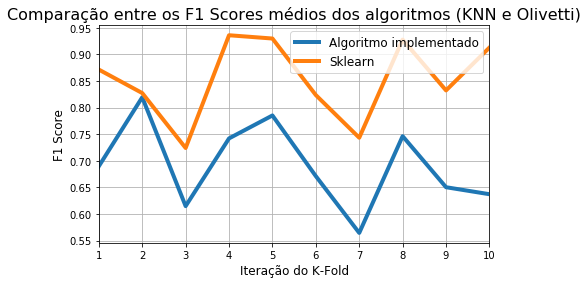 Comparação entre os F1 Scores médios dos algoritmos (KNN e Olivetti)
0.95
0.90
0.85
0.80
0.75
0.70
0.65
0.60
0.55
F1 Score
Algoritmo implementado
Sklearn
1 2 3 4 5 6 7 8 9 10
Iteração do K-Fold